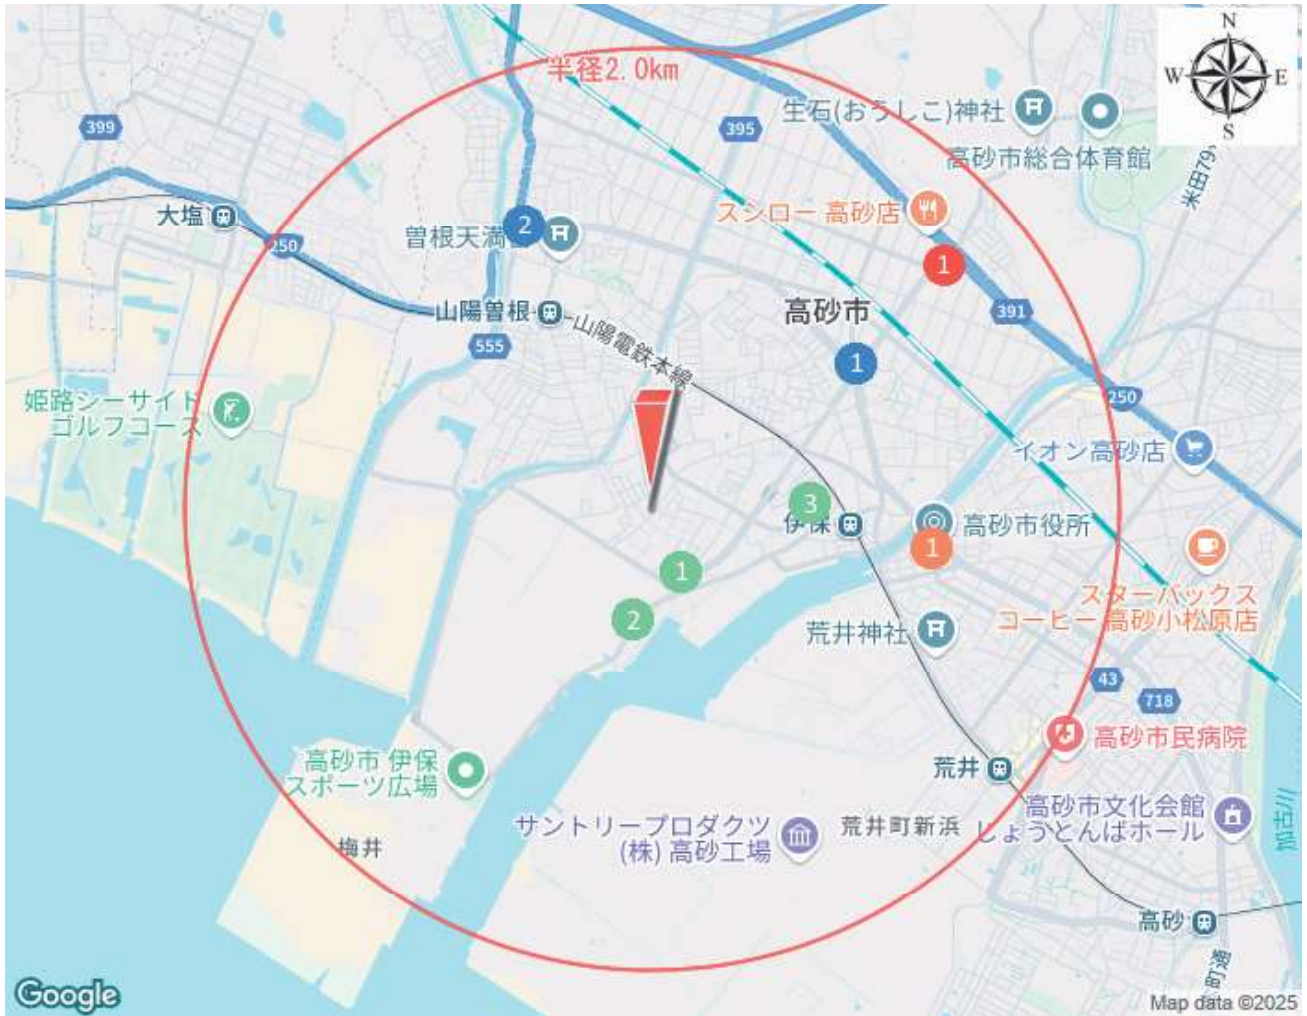 N
W E
S
半径2.0km
399
395
生石(おうしこ)神社
高砂市総合体育館
米田79
大塩
スンロー 高砂店
2
曽根天満
250
1
山陽曽根
高砂市
391
山陽電鉄本線
555
1
姫路シーサイド
ゴルフコース
250
イオン高砂店
3
伊保
高砂市役所
1
1
スターバックス
コーヒー 高砂小松原店
2
荒井神社
43
718
高砂市民病院
高砂市 伊保
スポーツ広場
荒井
サントリープロダクツ
(株) 高砂工場
荒井町新浜
高砂市文化会館
じょうとんばホール
加古川
梅井
高砂
町通
Google
Map data ©2025